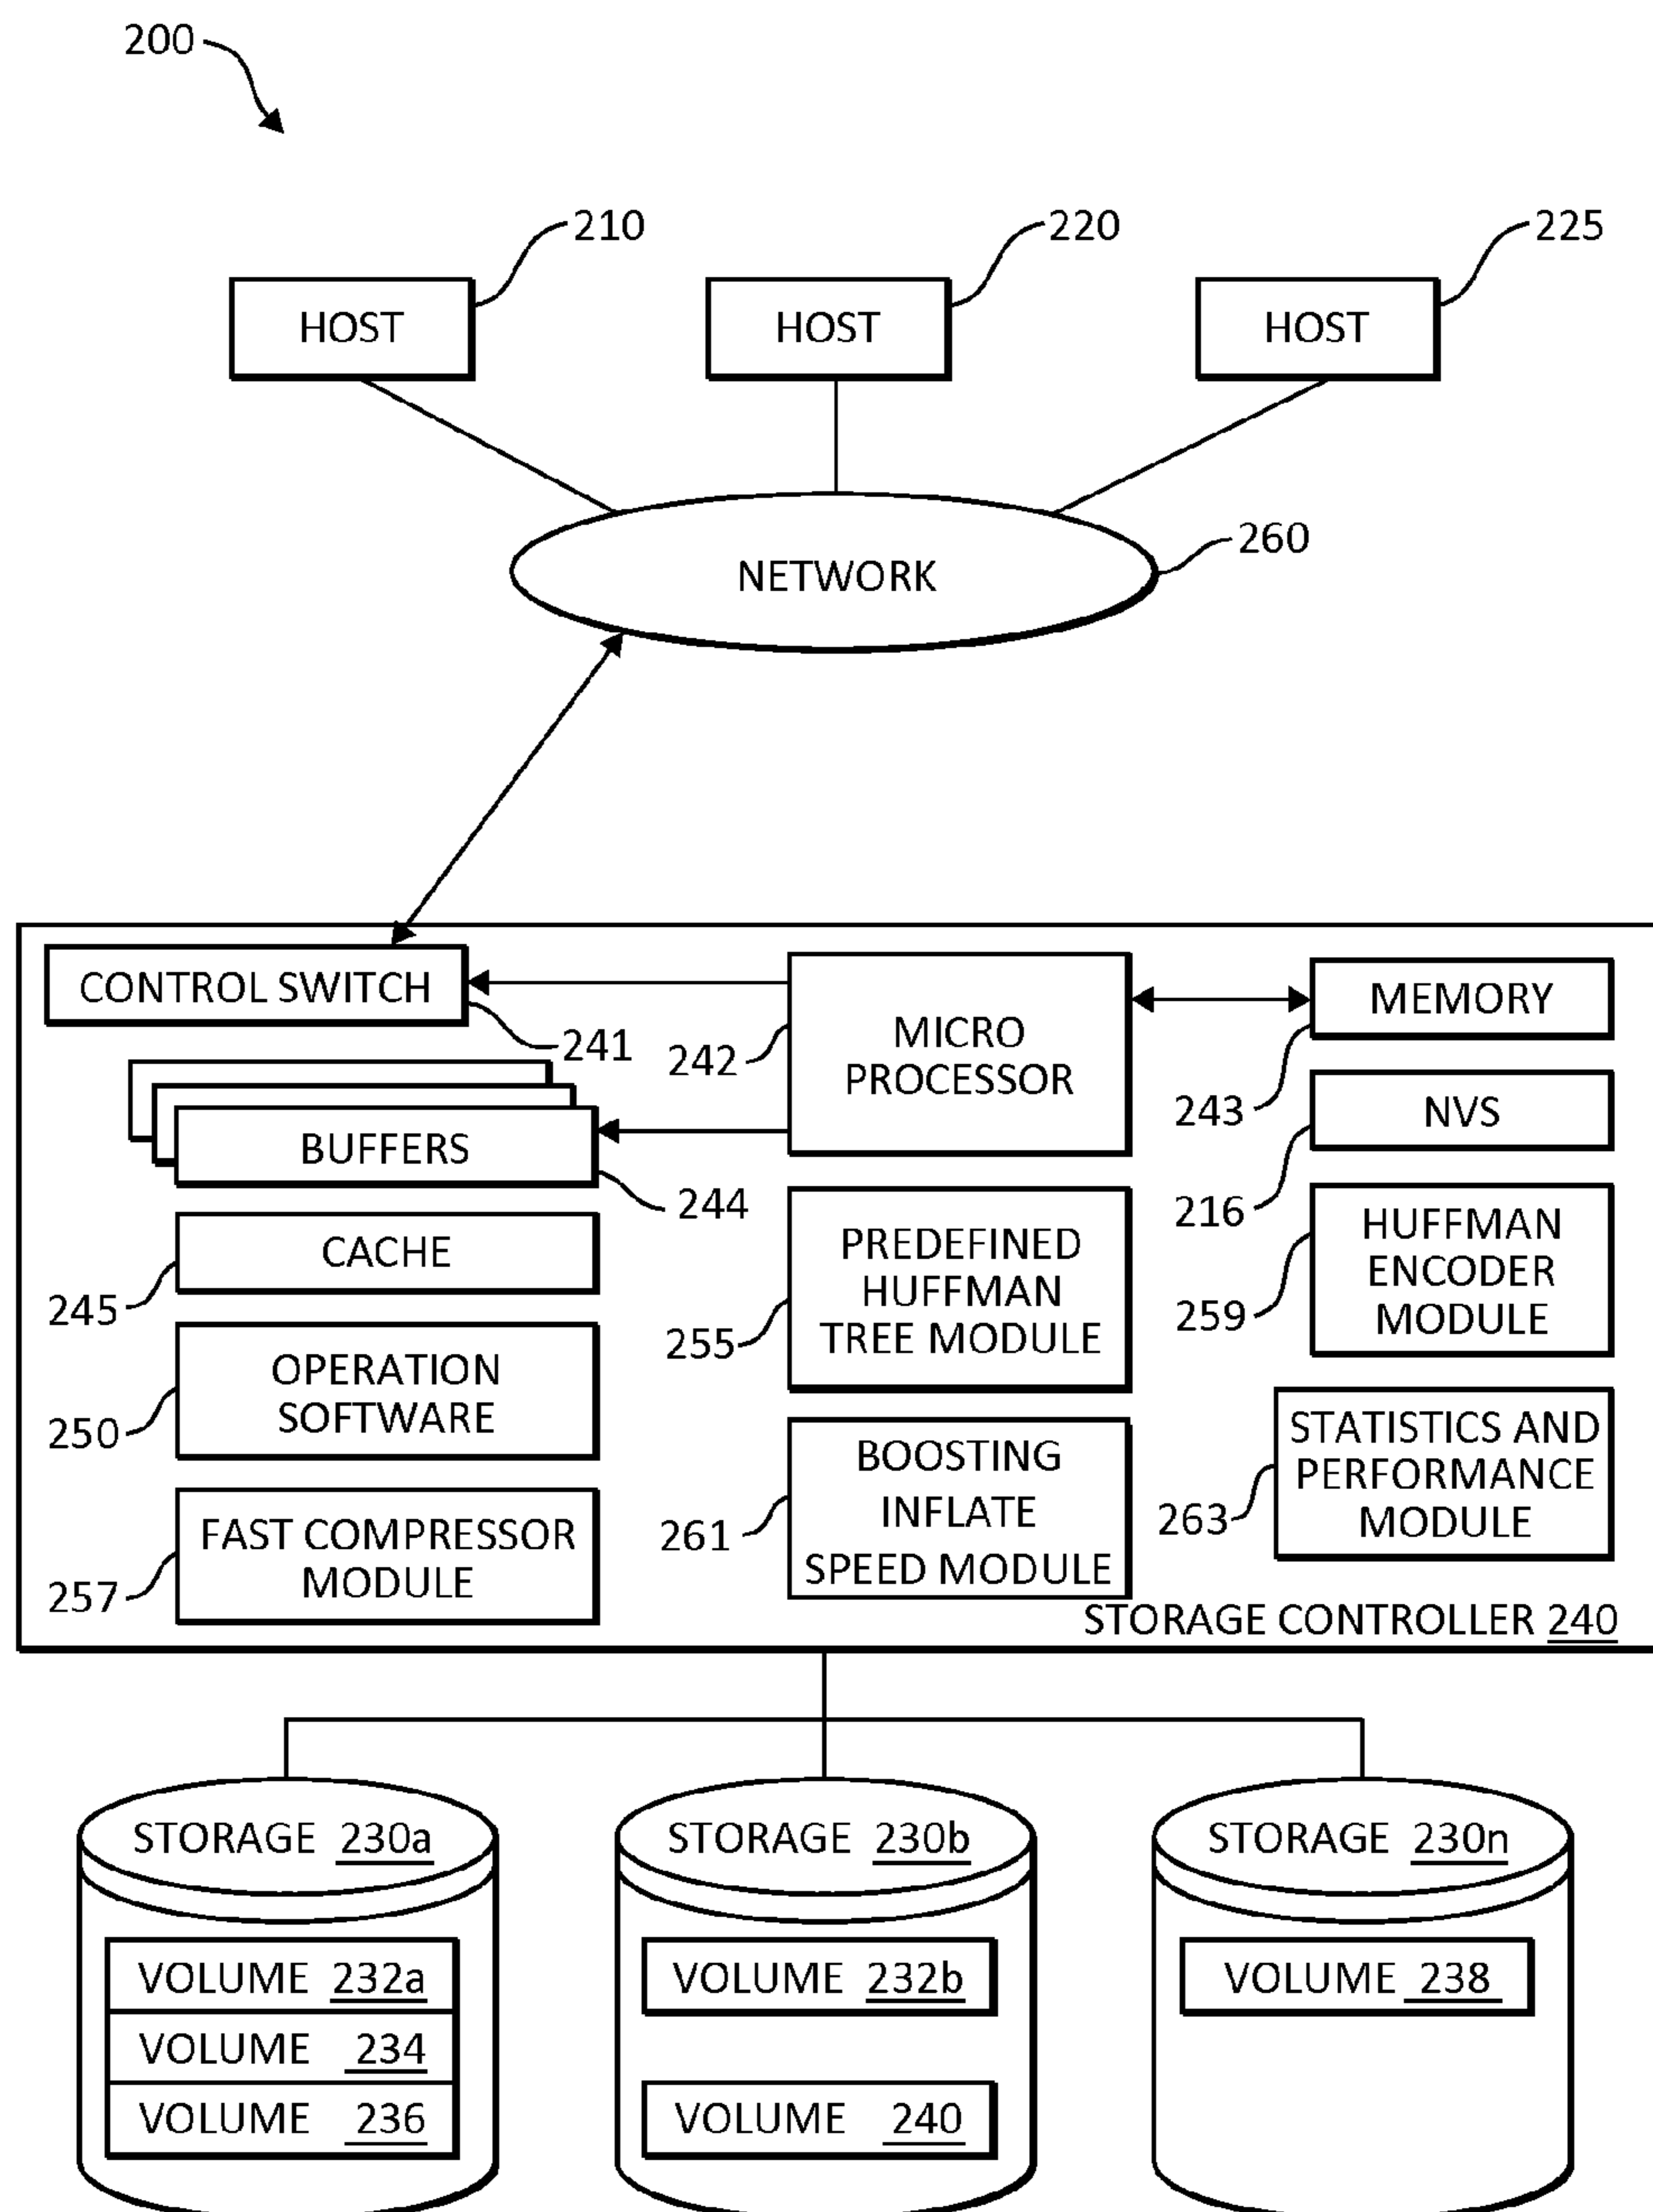 200
210
220
225
HOST
HOST
HOST
260
NETWORK
CONTROL SWITCH
241
242
MICRO
PROCESSOR
MEMORY
243
NVS
216
BUFFERS
244
CACHE
245
PREDEFINED
HUFFMAN
TREE MODULE
255
HUFFMAN
ENCODER
MODULE
259
OPERATION
SOFTWARE
250
BOOSTING
INFLATE
SPEED MODULE
261
STATISTICS AND
PERFORMANCE
MODULE
263
FAST COMPRESSOR
MODULE
257
STORAGE CONTROLLER 240
STORAGE 230a
STORAGE 230b
STORAGE 230n
VOLUME 232a
VOLUME 234
VOLUME 236
VOLUME 232b
VOLUME 240
VOLUME 238